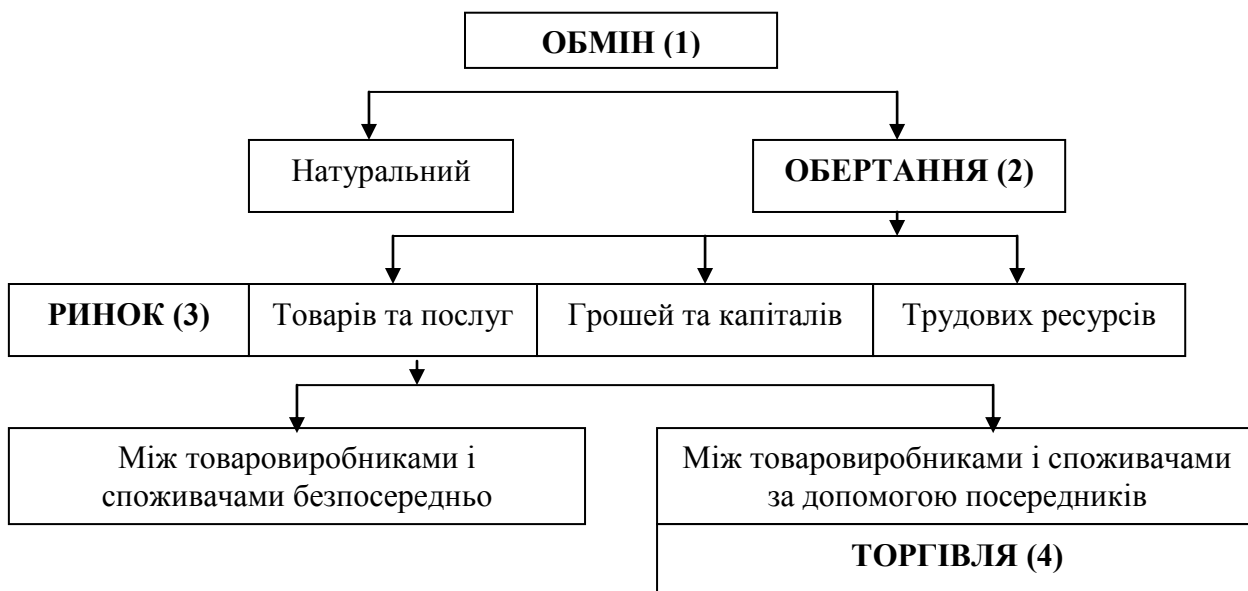 ОБМІН (1)
Натуральний
ОБЕРТАННЯ (2)
РИНОК (3)
Товарів та послуг
Грошей та капіталів
Трудових ресурсів
Між товаровиробниками і
споживачами безпосередньо
Між товаровиробниками і споживачами
за допомогою посередників
ТОРГІВЛЯ (4)